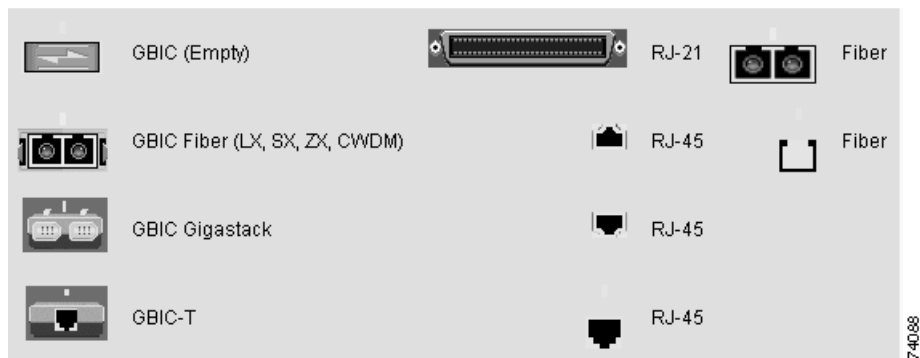 GBIC (Empty)
RJ-21
Fiber
GBIC Fiber (LX, SX, ZX, CWDM)
RJ-45
Fiber
GBIC Gigastack
RJ-45
GBIC-T
RJ-45
74088